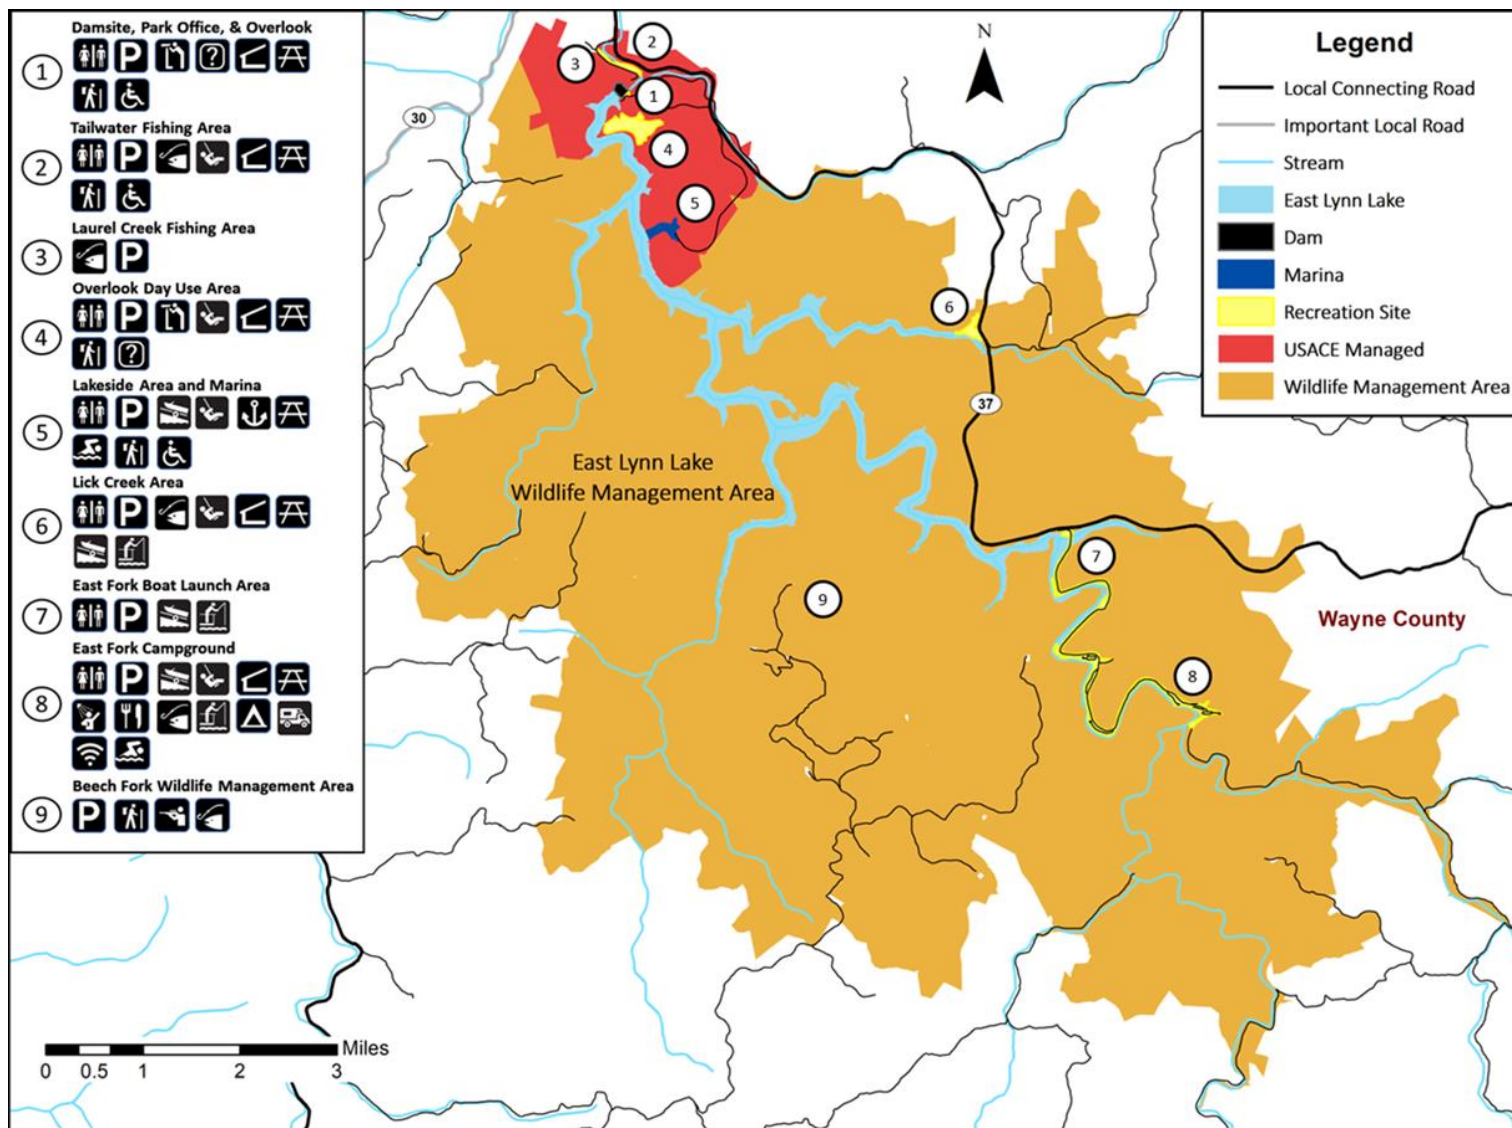 Damsite, Park Office, & Overlook
1
P
?
Tailwater Fishing Area
2
P
Laurel Creek Fishing Area
3
P
Overlook Day Use Area
4
P
?
Lakeside Area and Marina
5
P
Lick Creek Area
6
P
East Fork Boat Launch Area
7
P
East Fork Campground
8
P
Beech Fork Wildlife Management Area
9
P
0 0.5 1 2 3 Miles
30
3
2
1
4
5
6
37
East Lynn Lake
Wildlife Management Area
9
7
8
Wayne County
N
Legend
Local Connecting Road
Important Local Road
Stream
East Lynn Lake
Dam
Marina
Recreation Site
USACE Managed
Wildlife Management Area